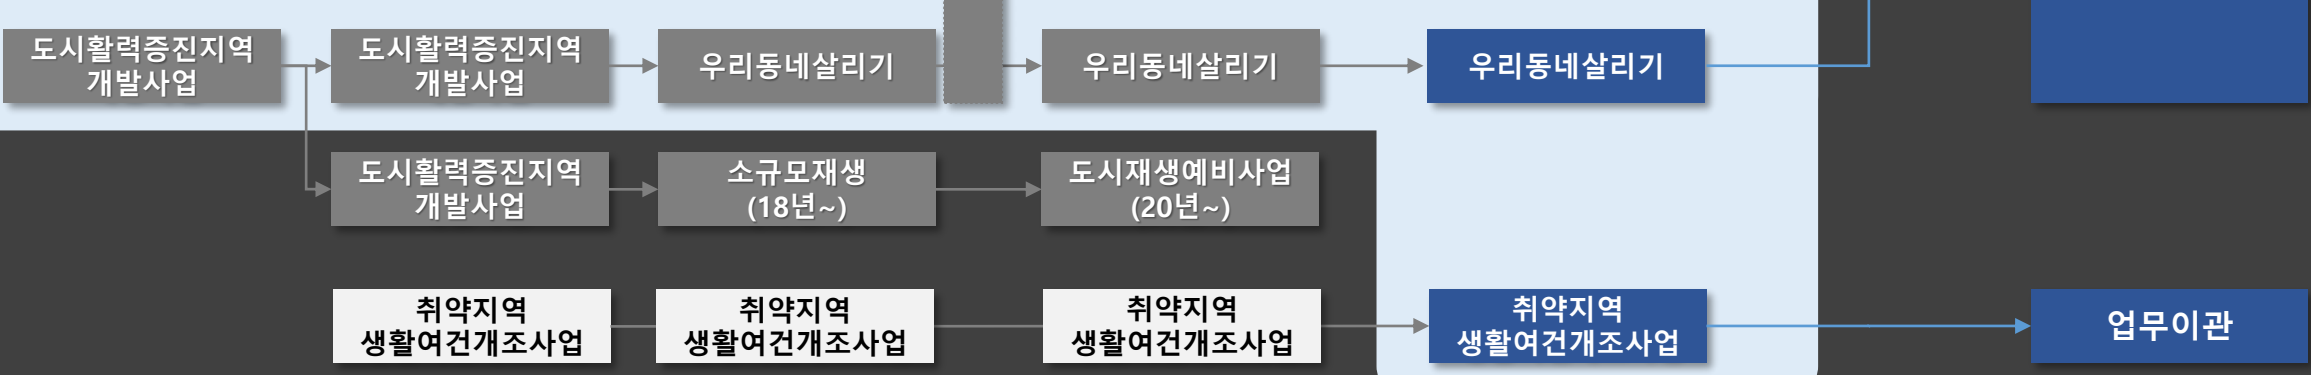 도시활력증진지역
개발사업
도시활력증진지역
개발사업
우리동네살리기
우리동네살리기
우리동네살리기
도시활력증진지역
개발사업
소규모재생
(18년~)
도시재생예비사업
(20년~)
취약지역
생활여건개조사업
취약지역
생활여건개조사업
취약지역
생활여건개조사업
취약지역
생활여건개조사업
업무이관